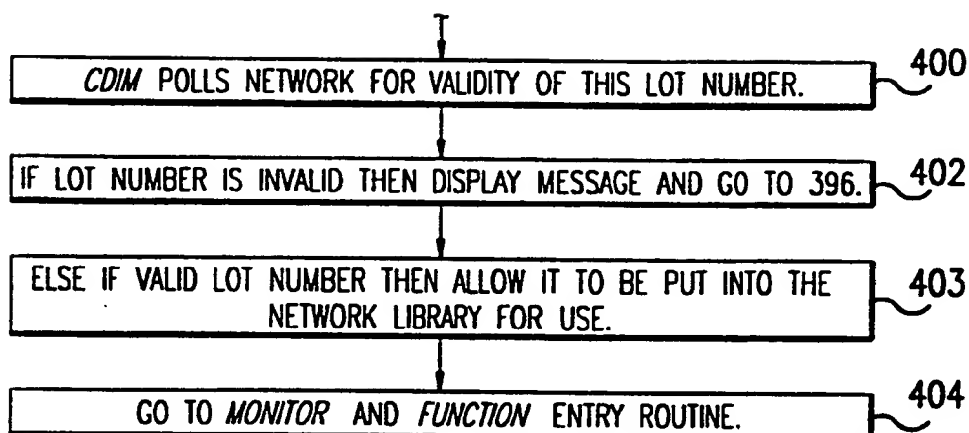 CDIM POLLS NETWORK FOR VALIDITY OF THIS LOT NUMBER.
400
IF LOT NUMBER IS INVALID THEN DISPLAY MESSAGE AND GO TO 396.
402
ELSE IF VALID LOT NUMBER THEN ALLOW IT TO BE PUT INTO THE
NETWORK LIBRARY FOR USE.
403
GO TO MONITOR AND FUNCTION ENTRY ROUTINE.
404